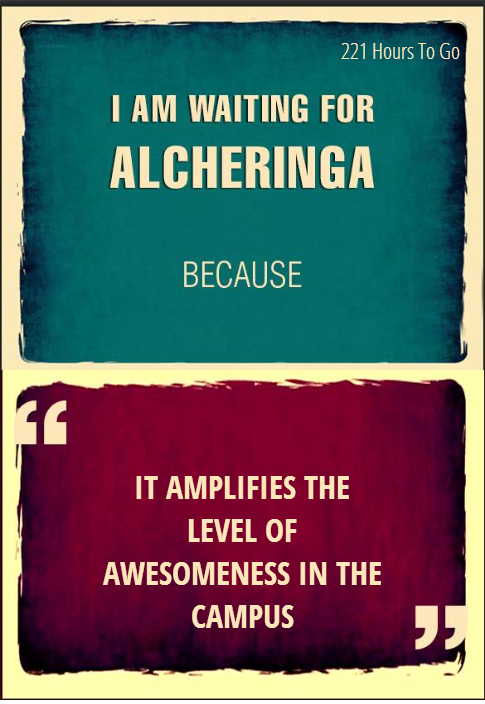 221 Hours To Go
I AM WAITING FOR
ALCHERINGA
BECAUSE
“
IT AMPLIFIES THE
LEVEL OF
AWESOMENESS IN THE
CAMPUS
”